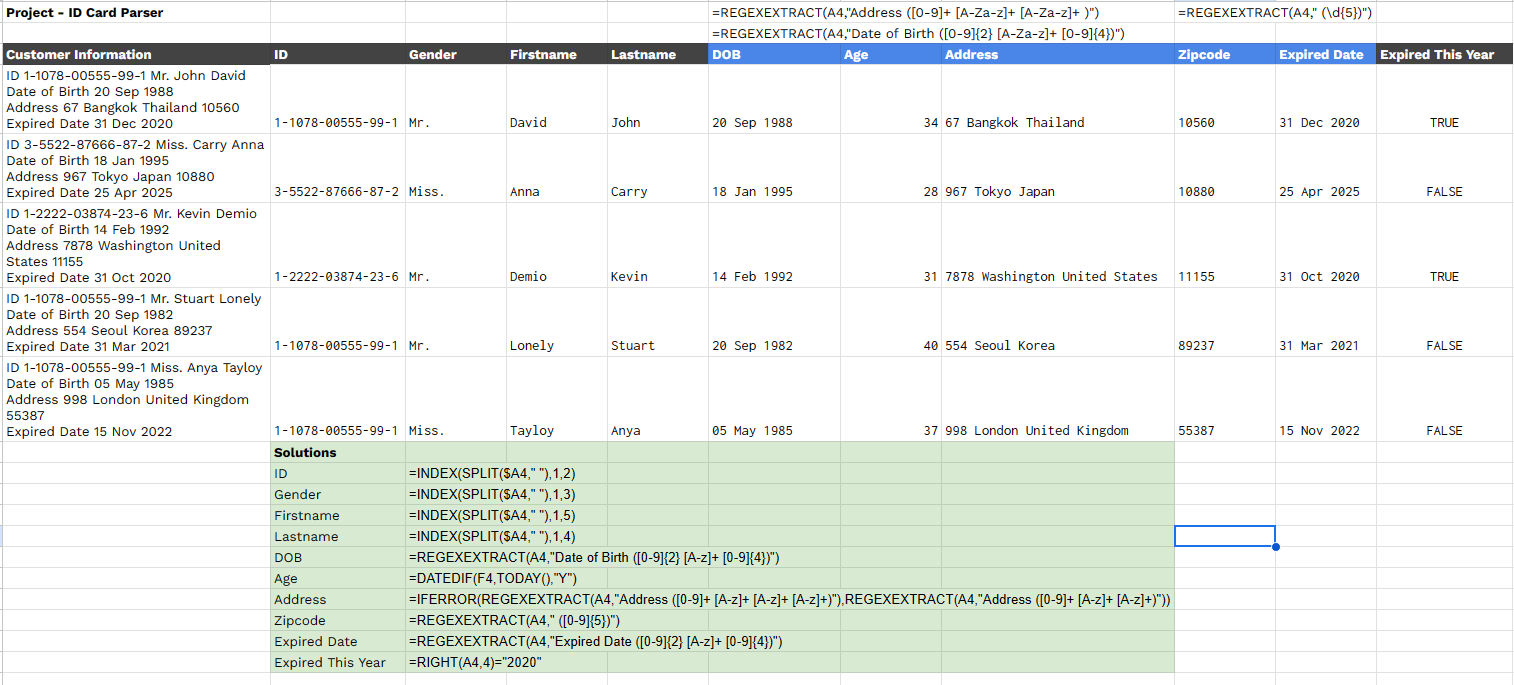 Project - ID Card Parser =REGEXEXTRACT(A4,"Address ([0-9]+ [A-Za-z]+ [A-Za-z]+ )") =REGEXEXTRACT(A4," (\d{5})")
=REGEXEXTRACT(A4,"Date of Birth ([0-9]{2} [A-Za-z]+ [0-9]{4})")
Customer Information ID Gender Firstname Lastname DOB Age Address Zipcode Expired Date Expired This Year
ID 1-1078-00555-99-1 Mr. John David
Date of Birth 20 Sep 1988
Address 67 Bangkok Thailand 10560
Expired Date 31 Dec 2020 1-1078-00555-99-1 Mr. David John 20 Sep 1988 34 67 Bangkok Thailand 10560 31 Dec 2020 TRUE
ID 3-5522-87666-87-2 Miss. Carry Anna
Date of Birth 18 Jan 1995
Address 967 Tokyo Japan 10880
Expired Date 25 Apr 2025 3-5522-87666-87-2 Miss. Anna Carry 18 Jan 1995 28 967 Tokyo Japan 10880 25 Apr 2025 FALSE
ID 1-2222-03874-23-6 Mr. Kevin Demio
Date of Birth 14 Feb 1992
Address 7878 Washington United
States 11155
Expired Date 31 Oct 2020 1-2222-03874-23-6 Mr. Demio Kevin 14 Feb 1992 31 7878 Washington United States 11155 31 Oct 2020 TRUE
ID 1-1078-00555-99-1 Mr. Stuart Lonely
Date of Birth 20 Sep 1982
Address 554 Seoul Korea 89237
Expired Date 31 Mar 2021 1-1078-00555-99-1 Mr. Lonely Stuart 20 Sep 1982 40 554 Seoul Korea 89237 31 Mar 2021 FALSE
ID 1-1078-00555-99-1 Miss. Anya Tayloy
Date of Birth 05 May 1985
Address 998 London United Kingdom
55387
Expired Date 15 Nov 2022 1-1078-00555-99-1 Miss. Tayloy Anya 05 May 1985 37 998 London United Kingdom 55387 15 Nov 2022 FALSE
Solutions
ID =INDEX(SPLIT($A4," "),1,2)
Gender =INDEX(SPLIT($A4," "),1,3)
Firstname =INDEX(SPLIT($A4," "),1,5)
Lastname =INDEX(SPLIT($A4," "),1,4)
DOB =REGEXEXTRACT(A4,"Date of Birth ([0-9]{2} [A-z]+ [0-9]{4})")
Age =DATEDIF(F4,TODAY(),"Y")
Address =IFERROR(REGEXEXTRACT(A4,"Address ([0-9]+ [A-z]+ [A-z]+ [A-z]+)"),REGEXEXTRACT(A4,"Address ([0-9]+ [A-z]+ [A-z]+)"))
Zipcode =REGEXEXTRACT(A4," ([0-9]{5})")
Expired Date =REGEXEXTRACT(A4,"Expired Date ([0-9]{2} [A-z]+ [0-9]{4})")
Expired This Year =RIGHT(A4,4)="2020"